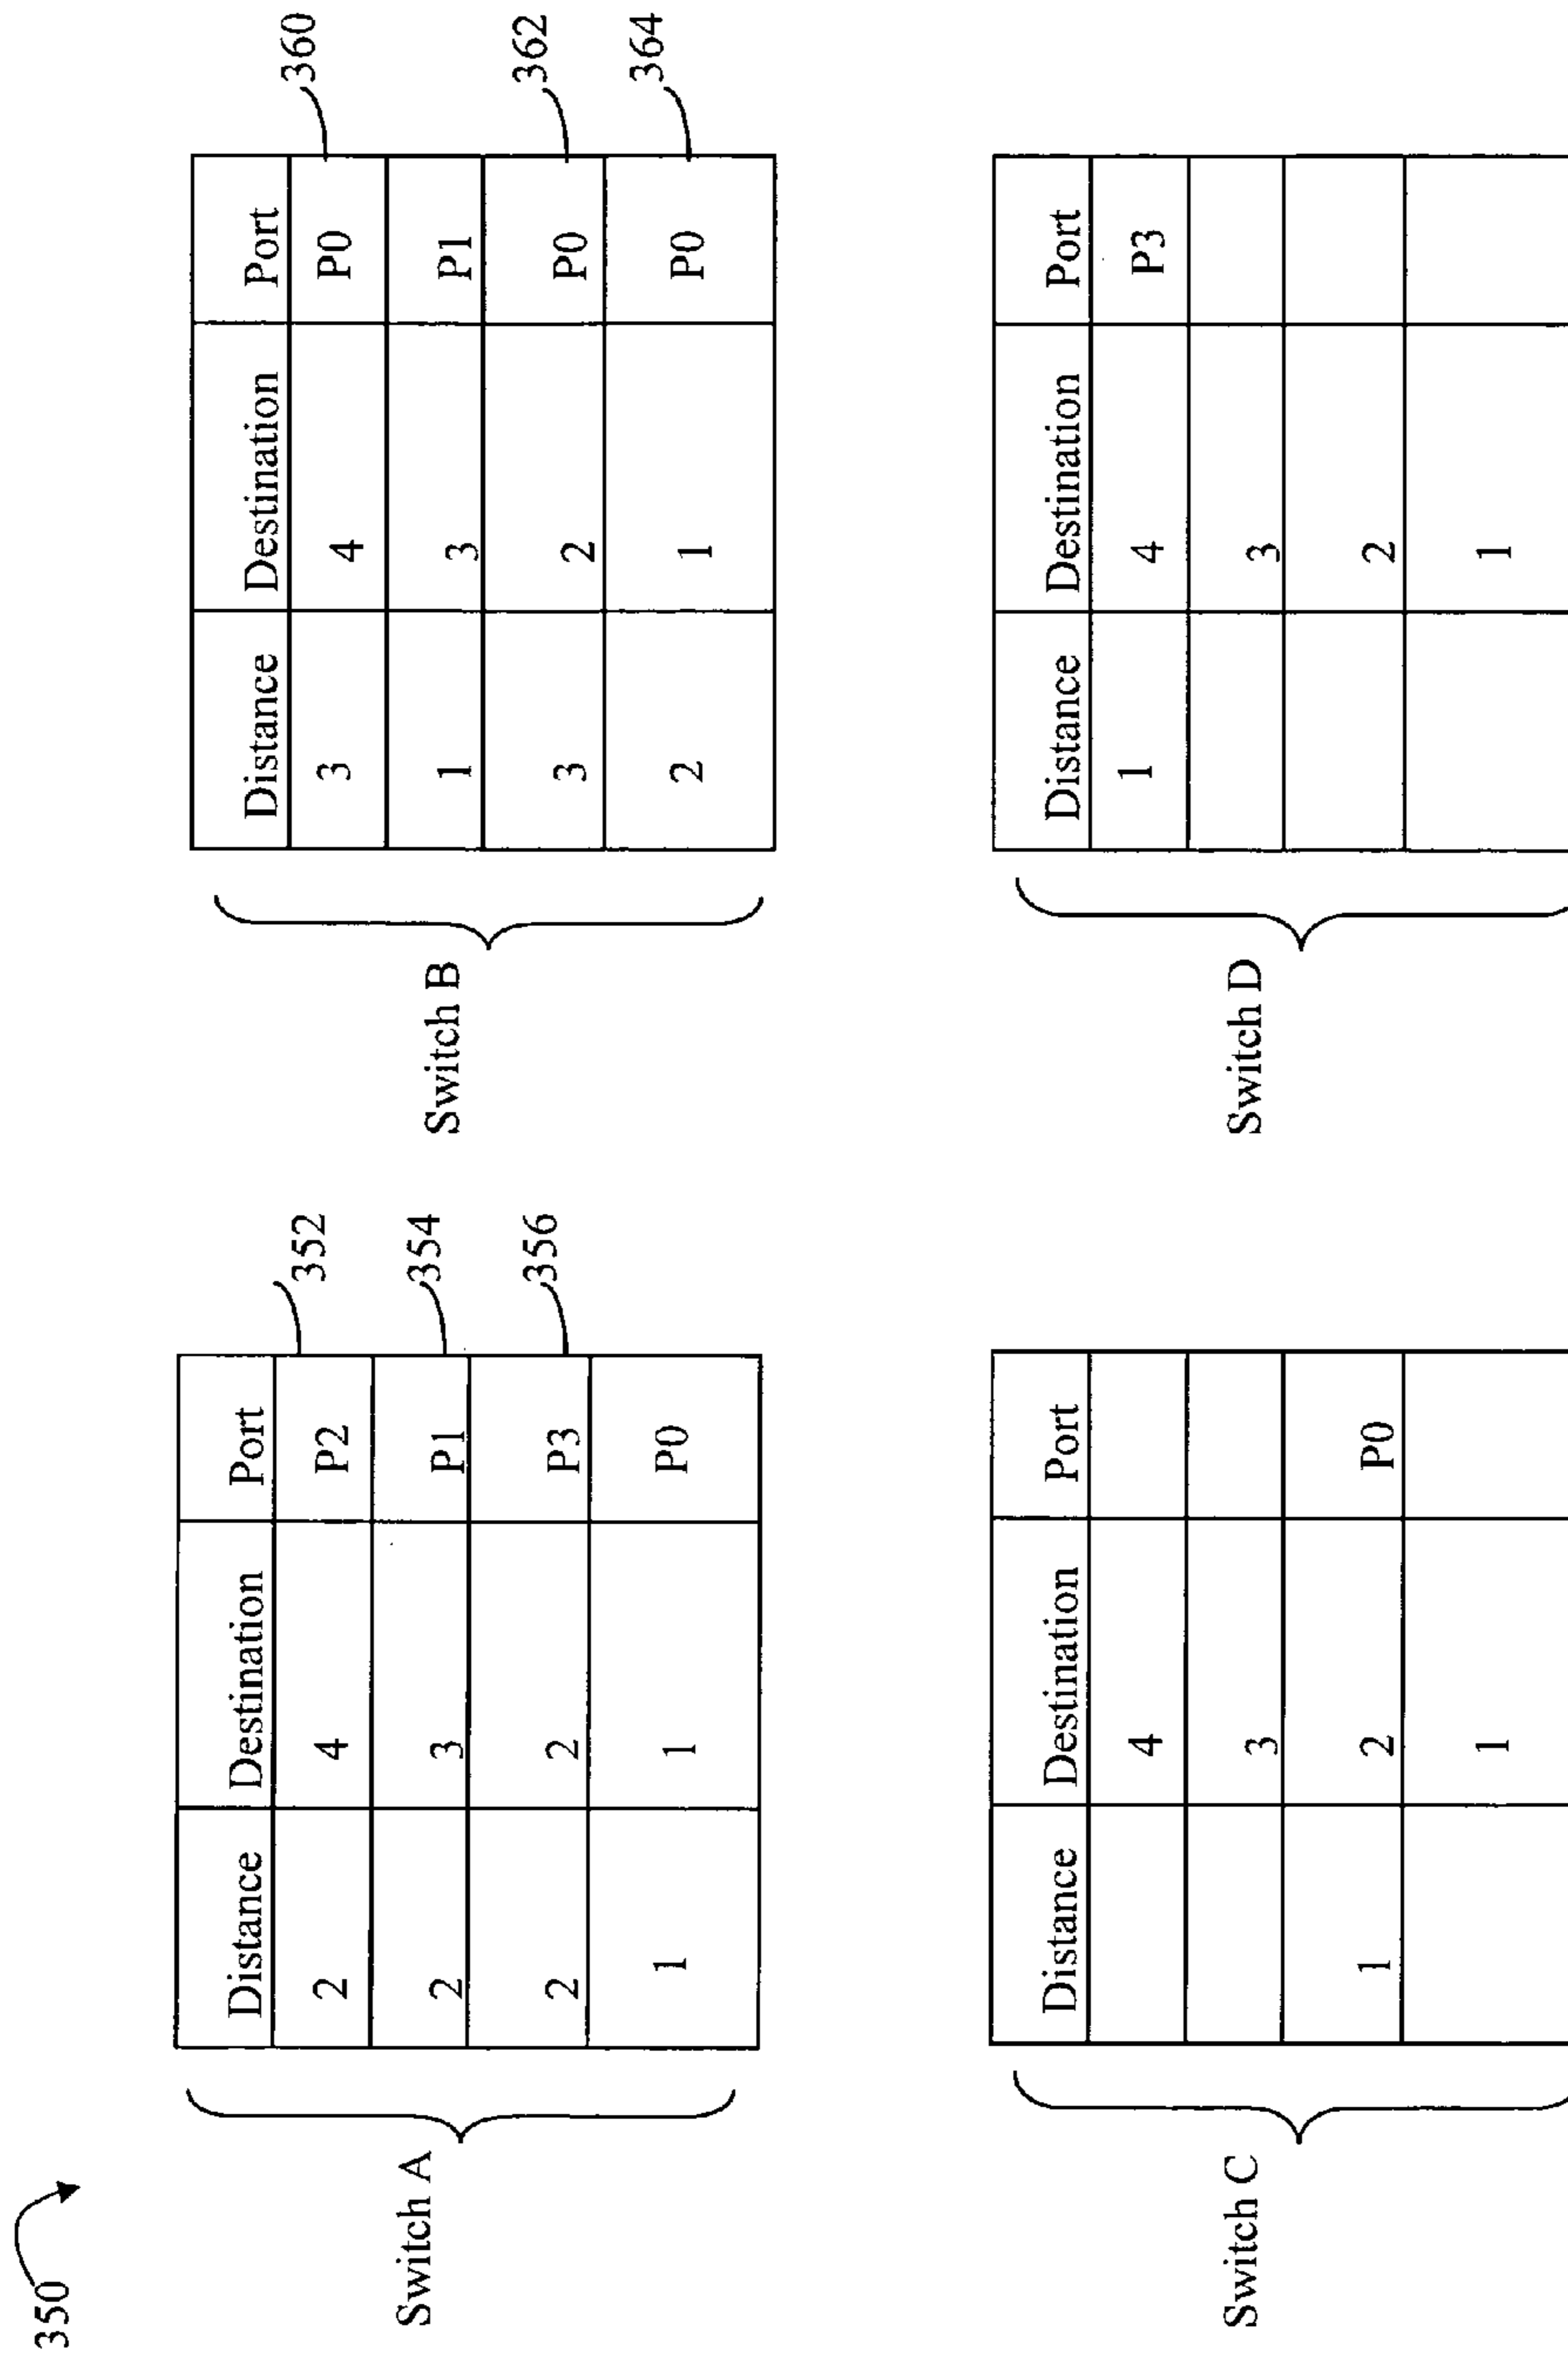 350
Switch A
Distance Destination Port
2 4 P2 352
2 3 P1 354
2 2 P3 356
1 1 P0
Switch B
Distance Destination Port
3 4 P0 360
1 3 P1
3 2 P0 362
2 1 P0 364
Switch C
Distance Destination Port
4
3
1 2 P0
1
Switch D
Distance Destination Port
1 4 P3
3
2
1